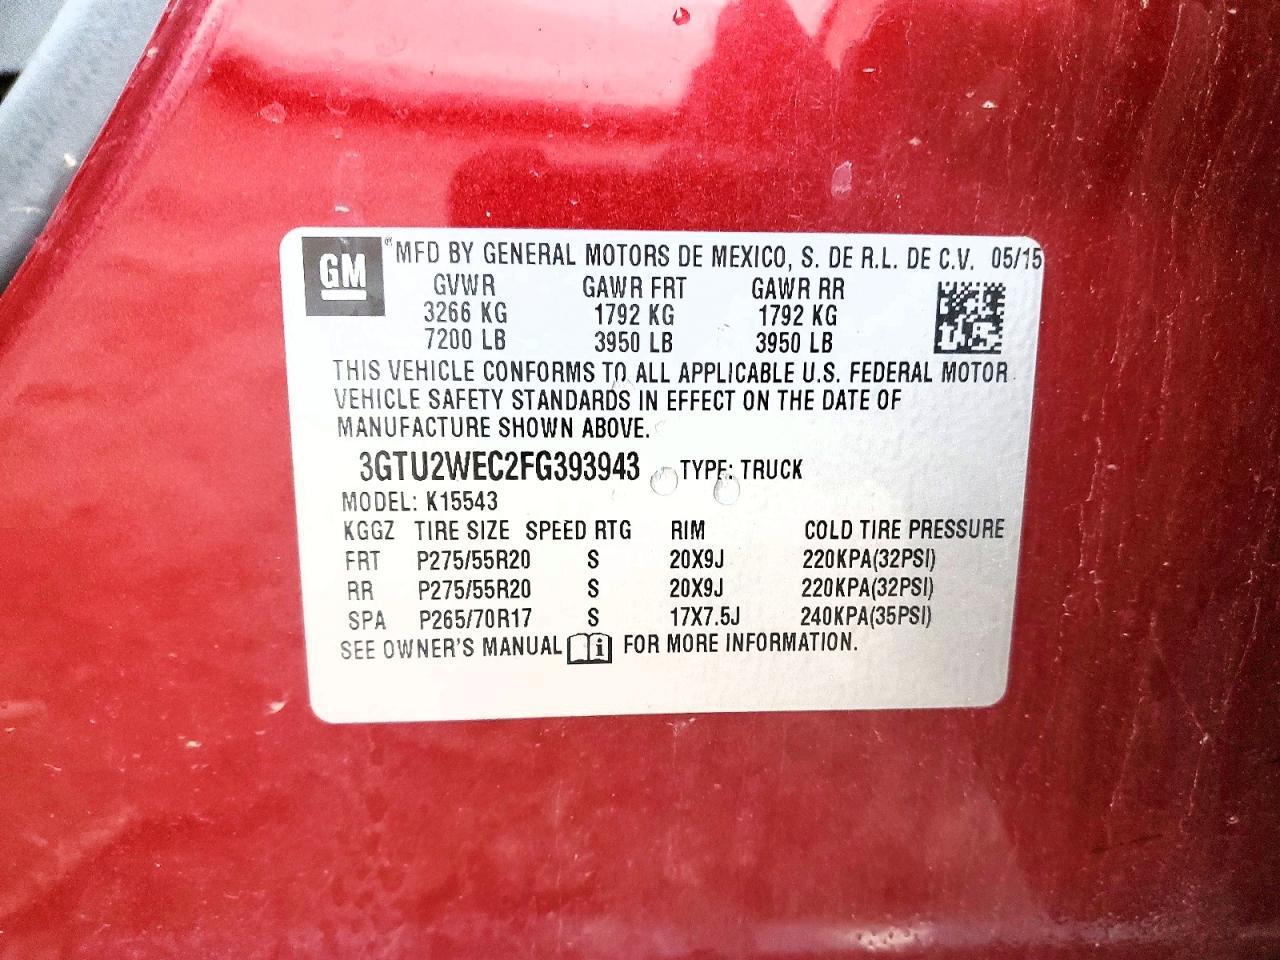 GM MFD BY GENERAL MOTORS DE MEXICO, S. DE R.L. DE C.V. 05/15
GVWR GAWR FRT GAWR RR
3266 KG 1792 KG 1792 KG
7200 LB 3950 LB 3950 LB
THIS VEHICLE CONFORMS TO ALL APPLICABLE U.S. FEDERAL MOTOR
VEHICLE SAFETY STANDARDS IN EFFECT ON THE DATE OF
MANUFACTURE SHOWN ABOVE.
3GTU2WEC2FG393943 TYPE: TRUCK
MODEL: K15543
KGGZ TIRE SIZE SPEED RTG RIM COLD TIRE PRESSURE
FRT P275/55R20 S 20X9J 220KPA(32PSI)
RR P275/55R20 S 20X9J 220KPA(32PSI)
SPA P265/70R17 S 17X7.5J 240KPA(35PSI)
SEE OWNER'S MANUAL FOR MORE INFORMATION.